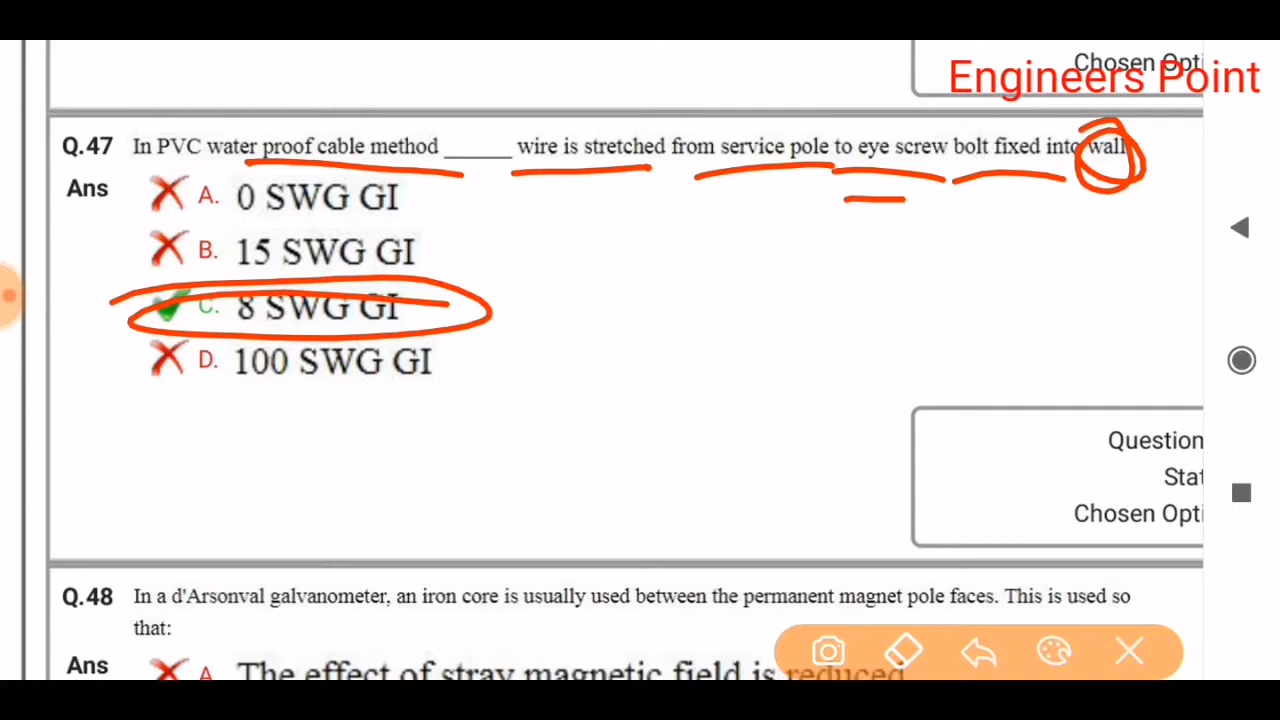 Chosen Opti
Engineers Point
Q.47 In PVC water proof cable method ______ wire is stretched from service pole to eye screw bolt fixed into wall
Ans A. 0 SWG GI
B. 15 SWG GI
C. 8 SWG GI
D. 100 SWG GI
Question
Stat
Chosen Opti
Q.48 In a d'Arsonval galvanometer, an iron core is usually used between the permanent magnet pole faces. This is used so
that:
Ans A. The effect of stray magnetic field is reduced